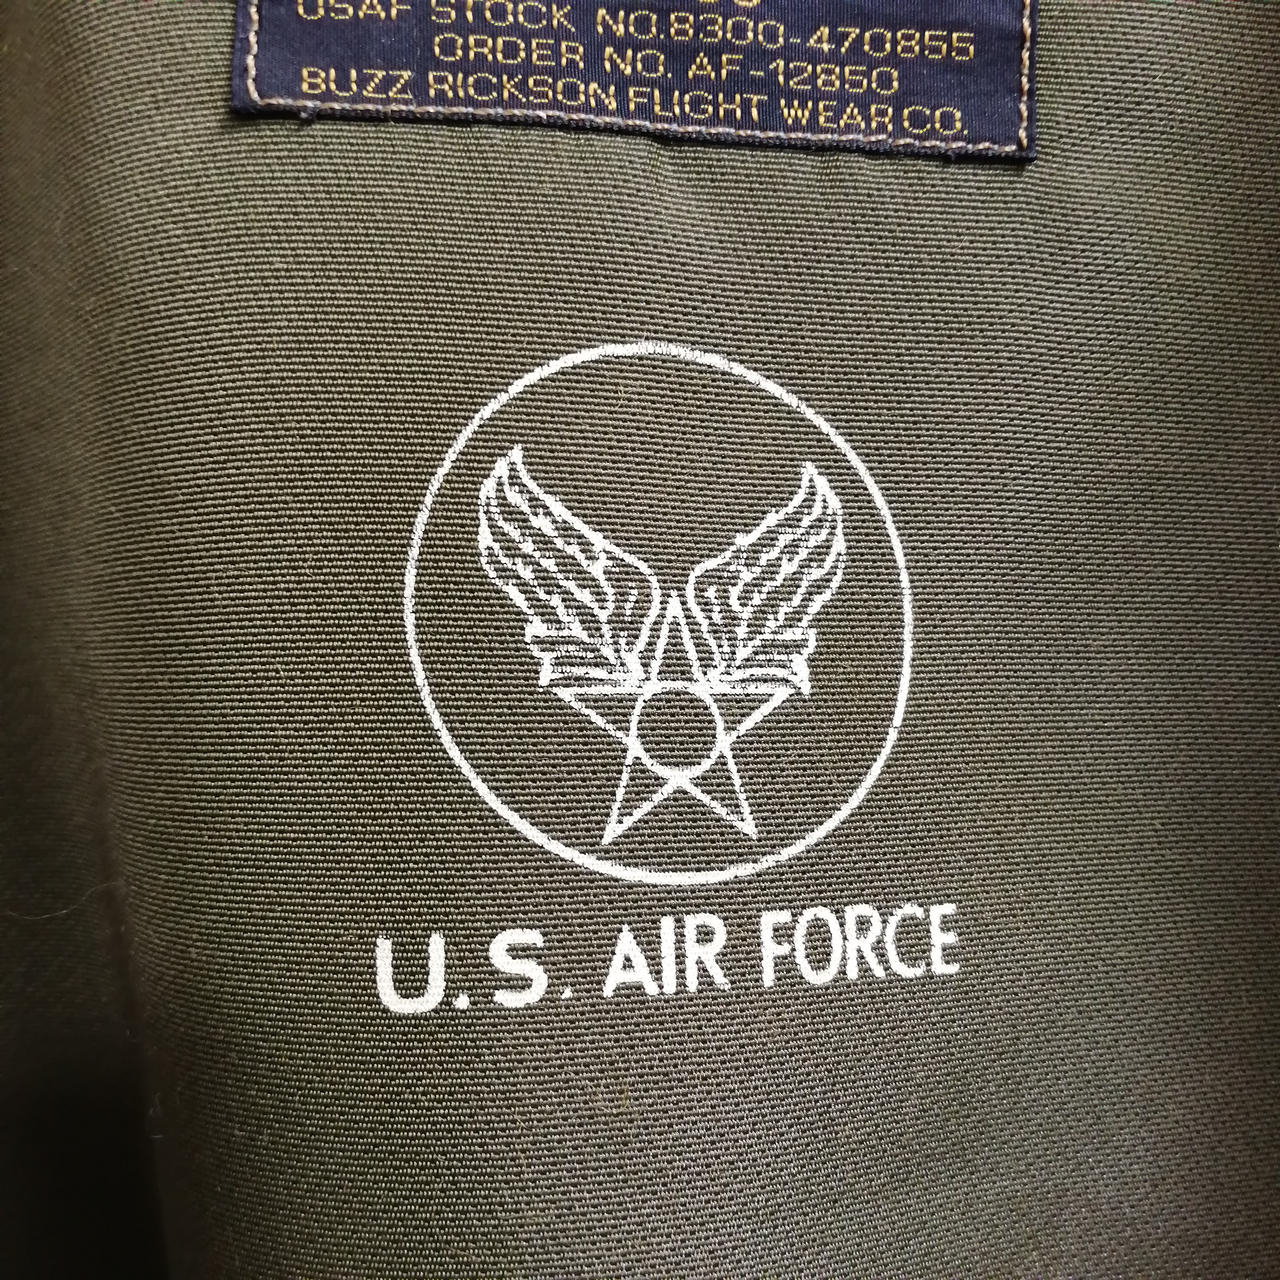 USAF STOCK NO.8300-470855
ORDER NO. AF-12850
BUZZ RICKSON FLIGHT WEAR CO.
U.S. AIR FORCE